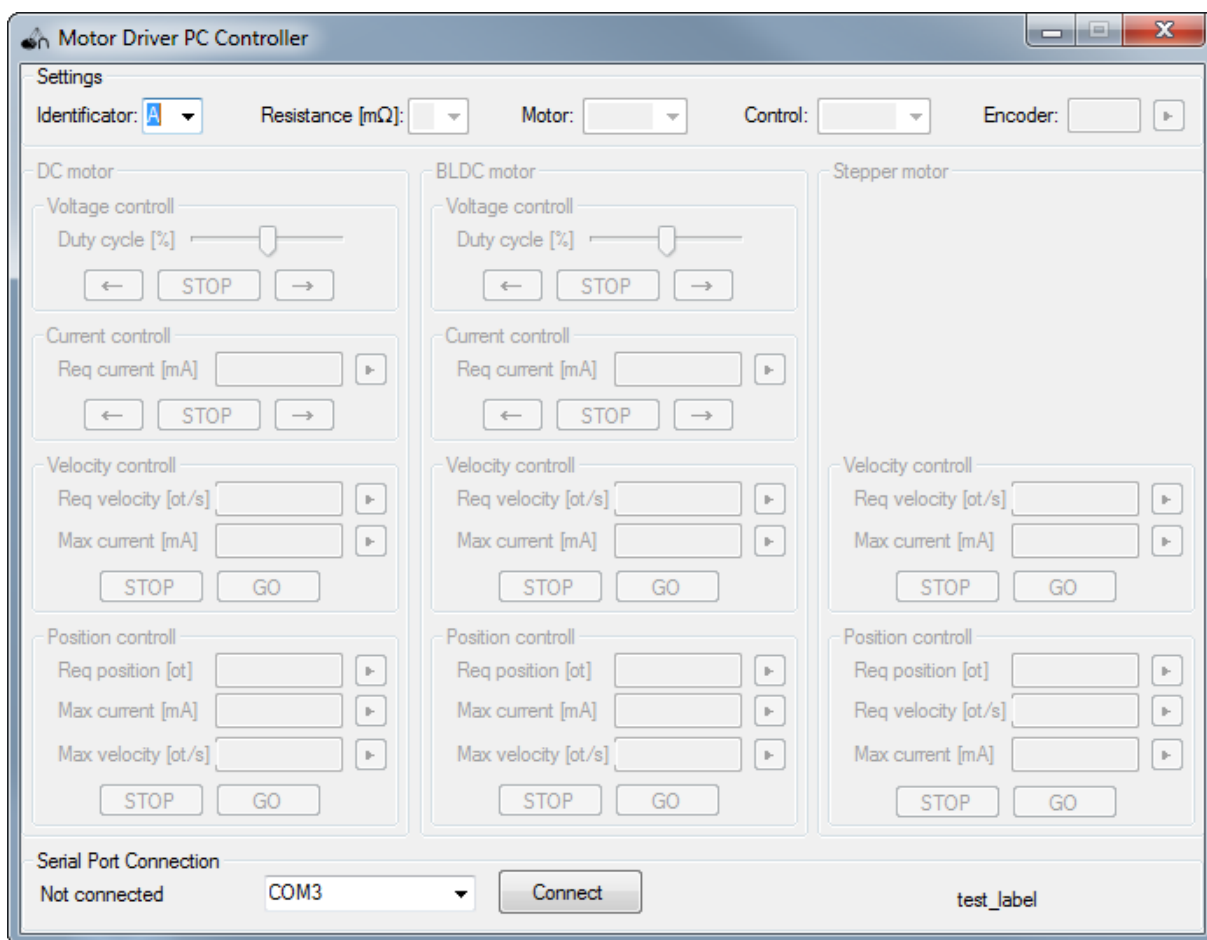 Motor Driver PC Controller
Settings
Identificator: A Resistance [mΩ]: Motor: Control: Encoder:
DC motor
Voltage controll
Duty cycle [%]
← STOP →
Current controll
Req current [mA]
← STOP →
Velocity controll
Req velocity [ot/s]
Max current [mA]
STOP GO
Position controll
Req position [ot]
Max current [mA]
Max velocity [ot/s]
STOP GO
BLDC motor
Voltage controll
Duty cycle [%]
← STOP →
Current controll
Req current [mA]
← STOP →
Velocity controll
Req velocity [ot/s]
Max current [mA]
STOP GO
Position controll
Req position [ot]
Max current [mA]
Max velocity [ot/s]
STOP GO
Stepper motor
Velocity controll
Req velocity [ot/s]
Max current [mA]
STOP GO
Position controll
Req position [ot]
Req velocity [ot/s]
Max current [mA]
STOP GO
Serial Port Connection
Not connected COM3 Connect test_label